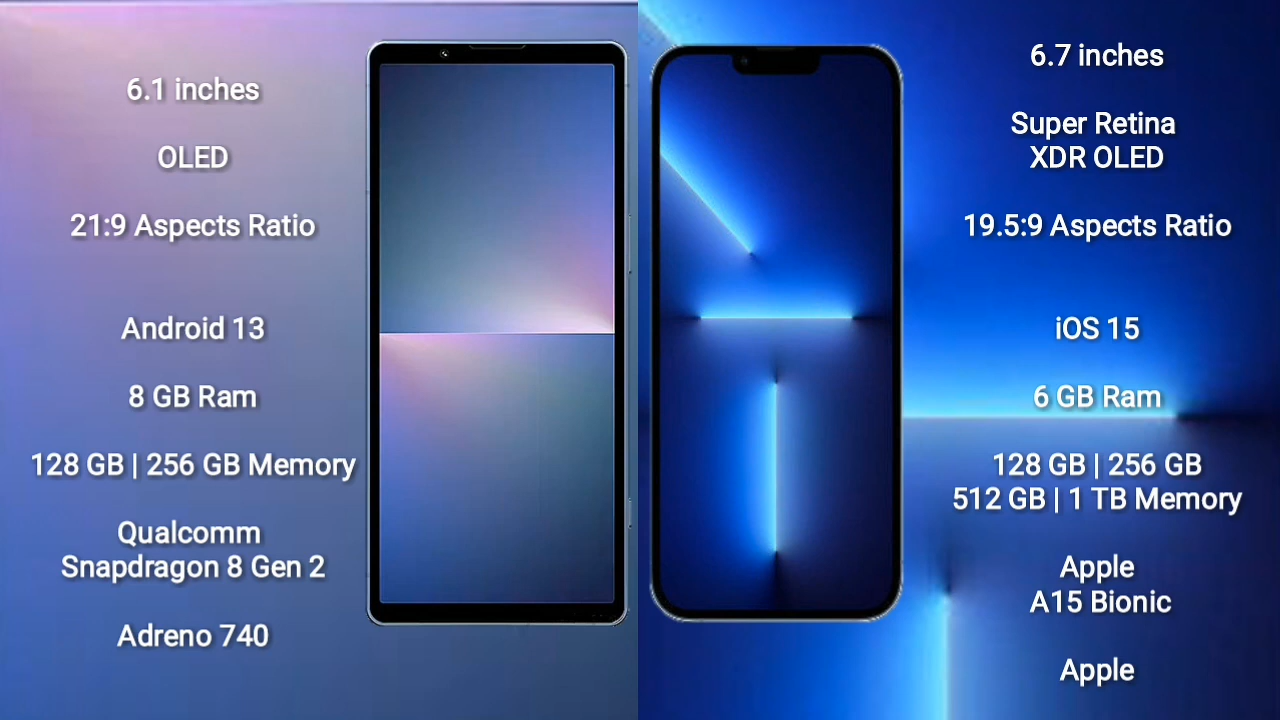 6.1 inches
OLED
21:9 Aspects Ratio
Android 13
8 GB Ram
128 GB | 256 GB Memory
Qualcomm
Snapdragon 8 Gen 2
Adreno 740
6.7 inches
Super Retina
XDR OLED
19.5:9 Aspects Ratio
iOS 15
6 GB Ram
128 GB | 256 GB
512 GB | 1 TB Memory
Apple
A15 Bionic
Apple